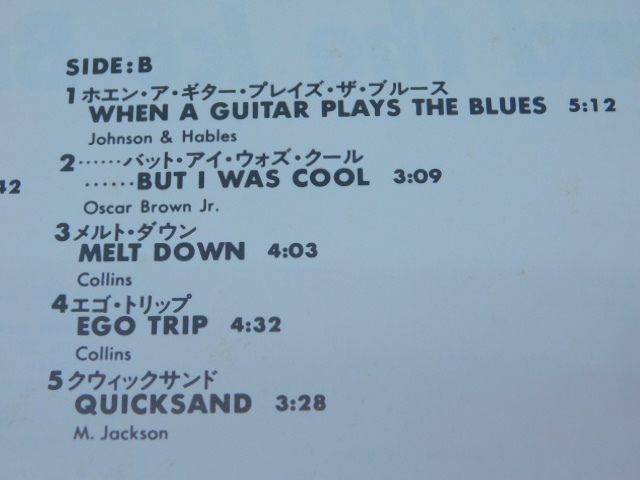 SIDE:B
1 ホエン・ア・ギター・プレイズ・ザ・ブルース
WHEN A GUITAR PLAYS THE BLUES 5:12
Johnson & Hables
2 ……バット・アイ・ウォズ・クール
……BUT I WAS COOL 3:09
Oscar Brown Jr.
42
3 メルト・ダウン
MELT DOWN 4:03
Collins
4 エゴ・トリップ
EGO TRIP 4:32
Collins
5 クウィックサンド
QUICKSAND 3:28
M. Jackson